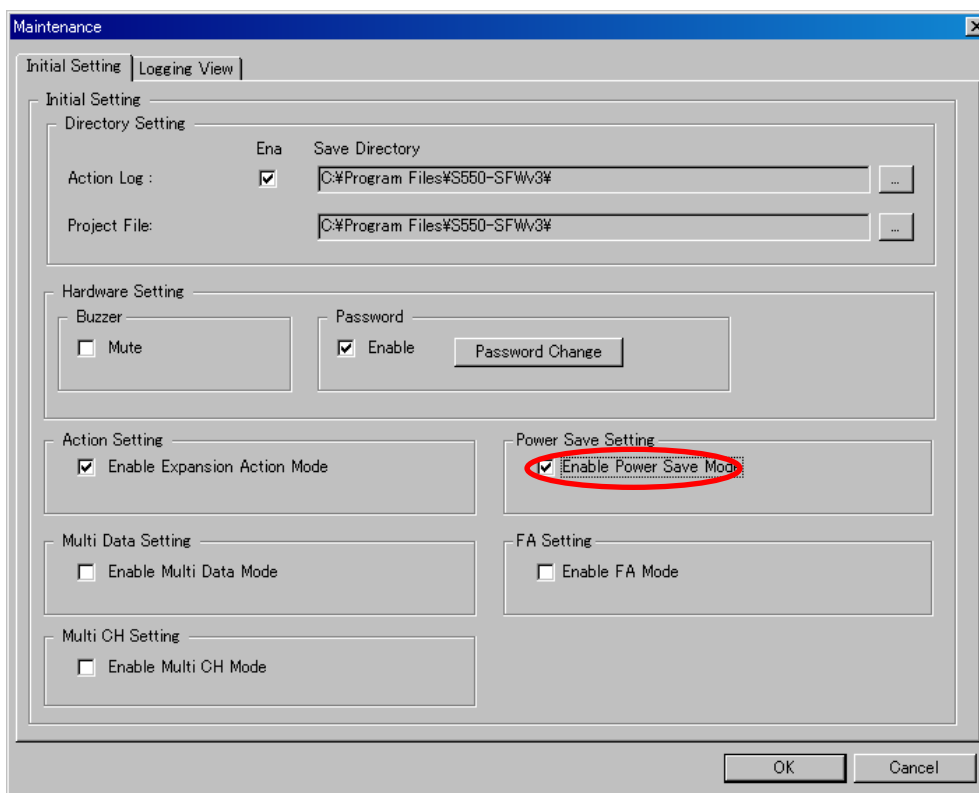 Maintenance
Initial Setting Logging View
Initial Setting
Directory Setting
Ena Save Directory
Action Log : C:¥Program Files¥S550-SFWv3¥ ...
Project File: C:¥Program Files¥S550-SFWv3¥ ...
Hardware Setting
Buzzer Password
Mute Enable Password Change
Action Setting Power Save Setting
Enable Expansion Action Mode Enable Power Save Mode
Multi Data Setting FA Setting
Enable Multi Data Mode Enable FA Mode
Multi CH Setting
Enable Multi CH Mode
OK Cancel